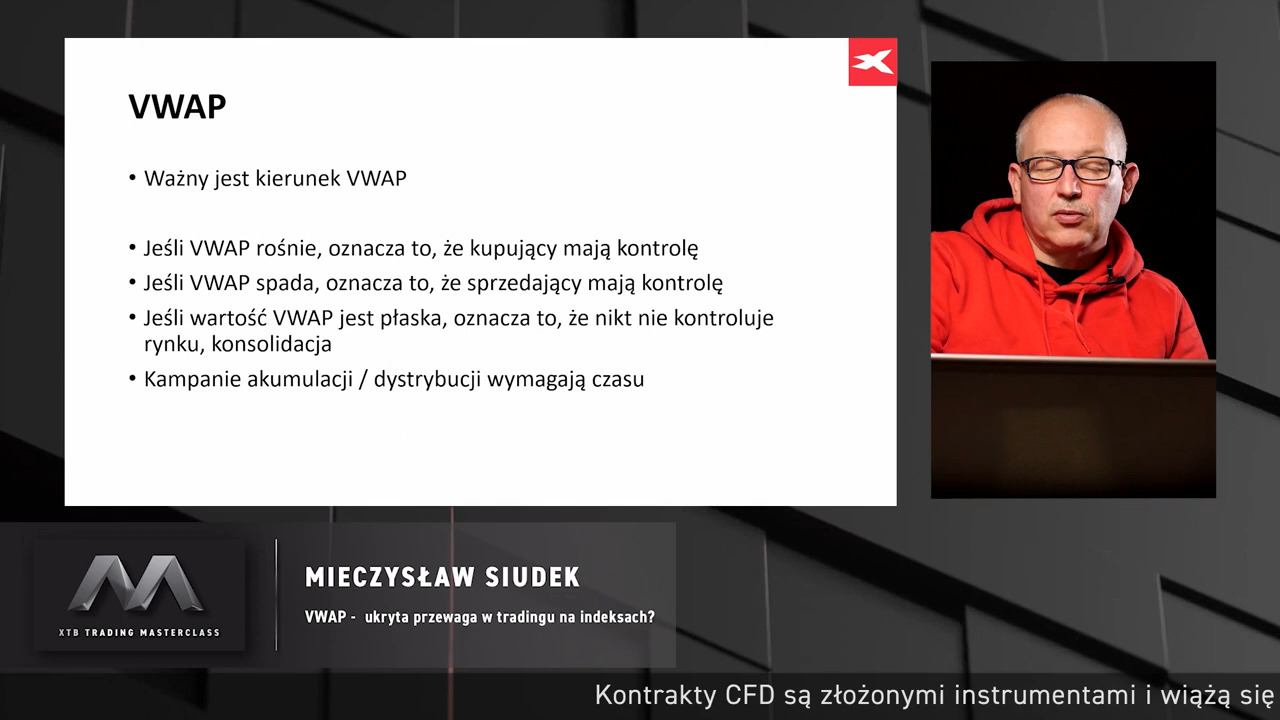 VWAP
• Ważny jest kierunek VWAP
• Jeśli VWAP rośnie, oznacza to, że kupujący mają kontrolę
• Jeśli VWAP spada, oznacza to, że sprzedający mają kontrolę
• Jeśli wartość VWAP jest płaska, oznacza to, że nikt nie kontroluje
rynku, konsolidacja
• Kampanie akumulacji / dystrybucji wymagają czasu
XTB TRADING MASTERCLASS
MIECZYSŁAW SIUDEK
VWAP - ukryta przewaga w tradingu na indeksach?
Kontrakty CFD są złożonymi instrumentami i wiążą się